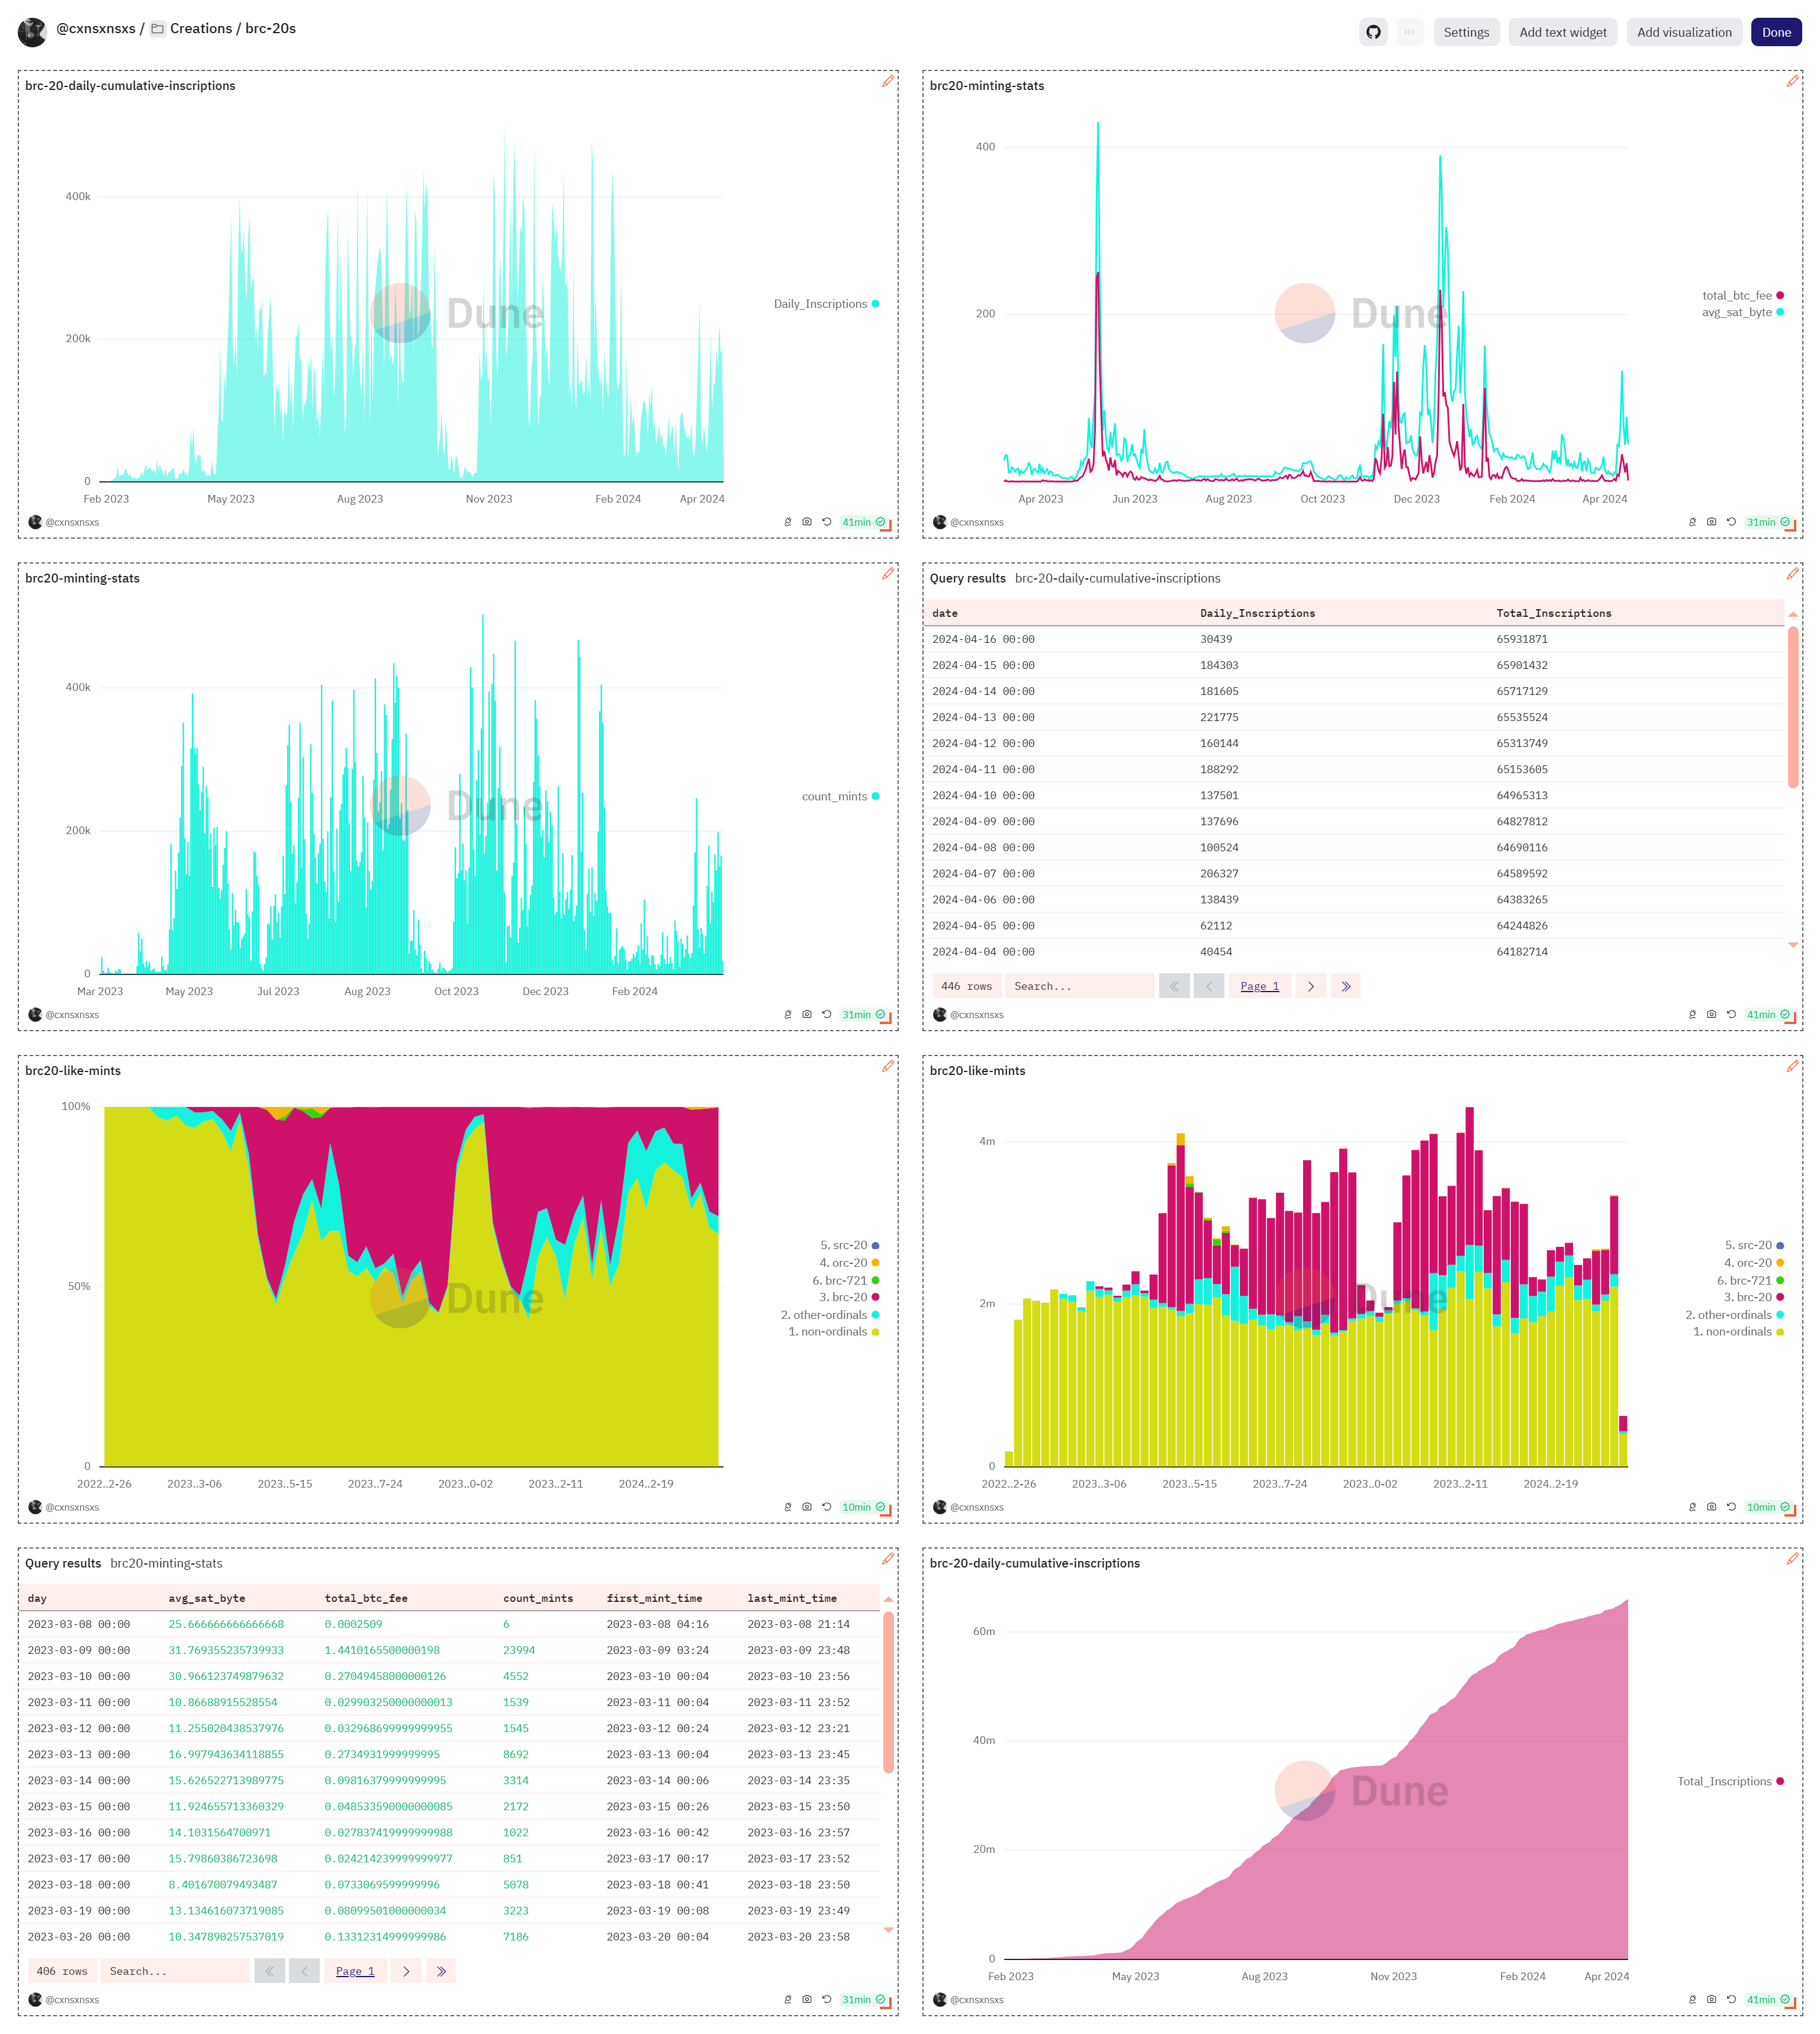 @cxnsxnsxs / Creations / brc-20s
Settings
Add text widget
Add visualization
Done
brc-20-daily-cumulative-inscriptions
400k
200k
0
Feb 2023 May 2023 Aug 2023 Nov 2023 Feb 2024 Apr 2024
Dune
Daily_Inscriptions
@cxnsxnsxs
41min
brc20-minting-stats
400
200
Apr 2023 Jun 2023 Aug 2023 Oct 2023 Dec 2023 Feb 2024 Apr 2024
Dune
total_btc_fee
avg_sat_byte
@cxnsxnsxs
31min
brc20-minting-stats
400k
200k
0
Mar 2023 May 2023 Jul 2023 Aug 2023 Oct 2023 Dec 2023 Feb 2024
Dune
count_mints
@cxnsxnsxs
31min
Query results brc-20-daily-cumulative-inscriptions
date Daily_Inscriptions Total_Inscriptions
2024-04-16 00:00 30439 65931871
2024-04-15 00:00 184303 65901432
2024-04-14 00:00 181605 65717129
2024-04-13 00:00 221775 65535524
2024-04-12 00:00 160144 65313749
2024-04-11 00:00 188292 65153605
2024-04-10 00:00 137501 64965313
2024-04-09 00:00 137696 64827812
2024-04-08 00:00 100524 64690116
2024-04-07 00:00 206327 64589592
2024-04-06 00:00 138439 64383265
2024-04-05 00:00 62112 64244826
2024-04-04 00:00 40454 64182714
446 rows Search... Page 1
@cxnsxnsxs
41min
brc20-like-mints
100%
50%
0
2022..2-26 2023..3-06 2023..5-15 2023..7-24 2023..0-02 2023..2-11 2024..2-19
Dune
5. src-20
4. orc-20
6. brc-721
3. brc-20
2. other-ordinals
1. non-ordinals
@cxnsxnsxs
10min
brc20-like-mints
4m
2m
0
2022..2-26 2023..3-06 2023..5-15 2023..7-24 2023..0-02 2023..2-11 2024..2-19
Dune
5. src-20
4. orc-20
6. brc-721
3. brc-20
2. other-ordinals
1. non-ordinals
@cxnsxnsxs
10min
Query results brc20-minting-stats
day avg_sat_byte total_btc_fee count_mints first_mint_time last_mint_time
2023-03-08 00:00 25.666666666666668 0.0002509 6 2023-03-08 04:16 2023-03-08 21:14
2023-03-09 00:00 31.769355235739933 1.4410165500000198 23994 2023-03-09 03:24 2023-03-09 23:48
2023-03-10 00:00 30.966123749879632 0.27049458000000126 4552 2023-03-10 00:04 2023-03-10 23:56
2023-03-11 00:00 10.86688915528554 0.029903250000000013 1539 2023-03-11 00:04 2023-03-11 23:52
2023-03-12 00:00 11.255020438537976 0.032968699999999955 1545 2023-03-12 00:24 2023-03-12 23:21
2023-03-13 00:00 16.997943634118855 0.2734931999999995 8692 2023-03-13 00:04 2023-03-13 23:45
2023-03-14 00:00 15.626522713989775 0.09816379999999995 3314 2023-03-14 00:06 2023-03-14 23:35
2023-03-15 00:00 11.924655713360329 0.048533590000000085 2172 2023-03-15 00:26 2023-03-15 23:50
2023-03-16 00:00 14.1031564700971 0.027837419999999988 1022 2023-03-16 00:42 2023-03-16 23:57
2023-03-17 00:00 15.79860386723698 0.024214239999999977 851 2023-03-17 00:17 2023-03-17 23:52
2023-03-18 00:00 8.401670079493487 0.0733069599999996 5078 2023-03-18 00:41 2023-03-18 23:50
2023-03-19 00:00 13.134616073719085 0.08099501000000034 3223 2023-03-19 00:08 2023-03-19 23:49
2023-03-20 00:00 10.347890257537019 0.13312314999999986 7186 2023-03-20 00:04 2023-03-20 23:58
406 rows Search... Page 1
@cxnsxnsxs
31min
brc-20-daily-cumulative-inscriptions
60m
40m
20m
0
Feb 2023 May 2023 Aug 2023 Nov 2023 Feb 2024 Apr 2024
Dune
Total_Inscriptions
@cxnsxnsxs
41min